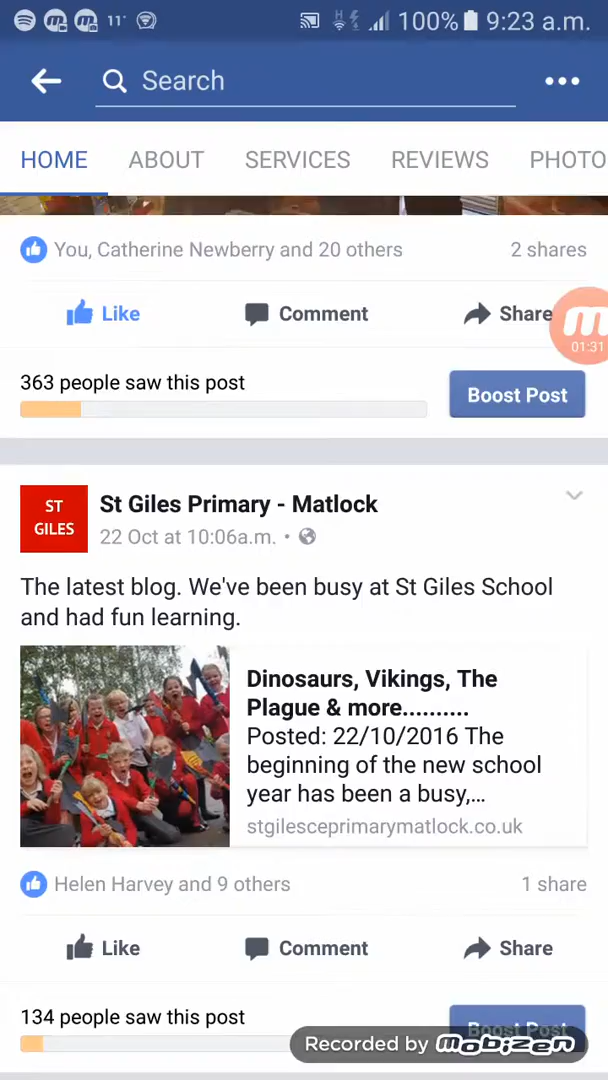 11° 100% 9:23 a.m.
Search
HOME ABOUT SERVICES REVIEWS PHOTO
You, Catherine Newberry and 20 others 2 shares
Like Comment Share
01:31
363 people saw this post Boost Post
ST GILES
St Giles Primary - Matlock
22 Oct at 10:06a.m.
The latest blog. We've been busy at St Giles School
and had fun learning.
Dinosaurs, Vikings, The
Plague & more..........
Posted: 22/10/2016 The
beginning of the new school
year has been a busy,...
stgilesceprimarymatlock.co.uk
Helen Harvey and 9 others 1 share
Like Comment Share
134 people saw this post Boost Post
Recorded by mobizen